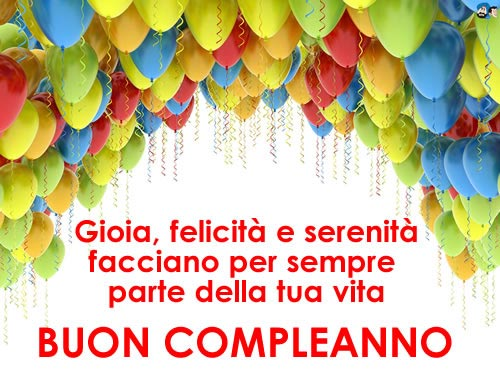 Gioia, felicità e serenità
facciano per sempre
parte della tua vita
BUON COMPLEANNO